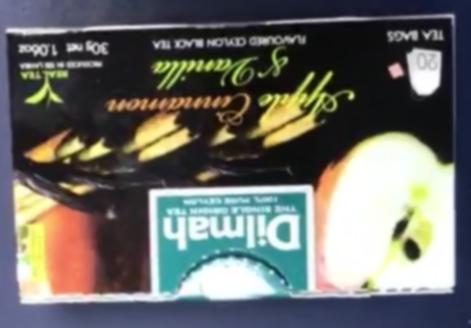 Dilmah
THE SINGLE ORIGIN TEA
100% PURE CEYLON
Apple Cinnamon
& Vanilla
FLAVOURED CEYLON BLACK TEA
20
TEA BAGS
REAL TEA
PRODUCED IN SRI LANKA
30g net 1.06oz